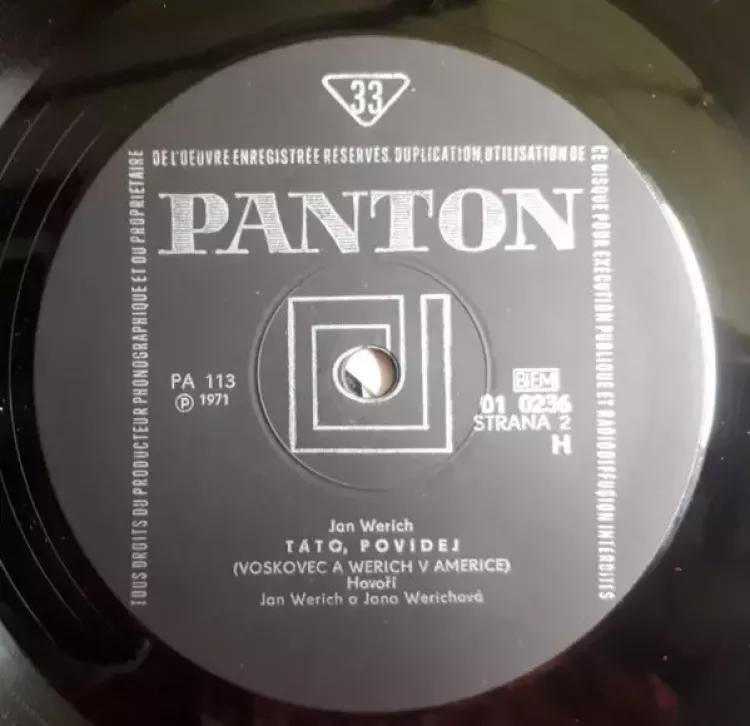 33
TOUS DROITS DU PRODUCTEUR PHONOGRAPHIQUE ET DU PROPRIETAIRE
DE L'OEUVRE ENREGISTRÉE RESERVES. DUPLICATION, UTILISATION DE
CE DISQUE POUR EXECUTION PUBLIQUE ET RADIODIFFUSION INTERDITES
PANTON
PA 113
Ⓟ 1971
BIEM
01 0236
STRANA 2
H
Jan Werich
TÁTO, POVÍDEJ
(VOSKOVEC A WERICH V AMERICE)
Hovoří
Jan Werich a Jana Werichová